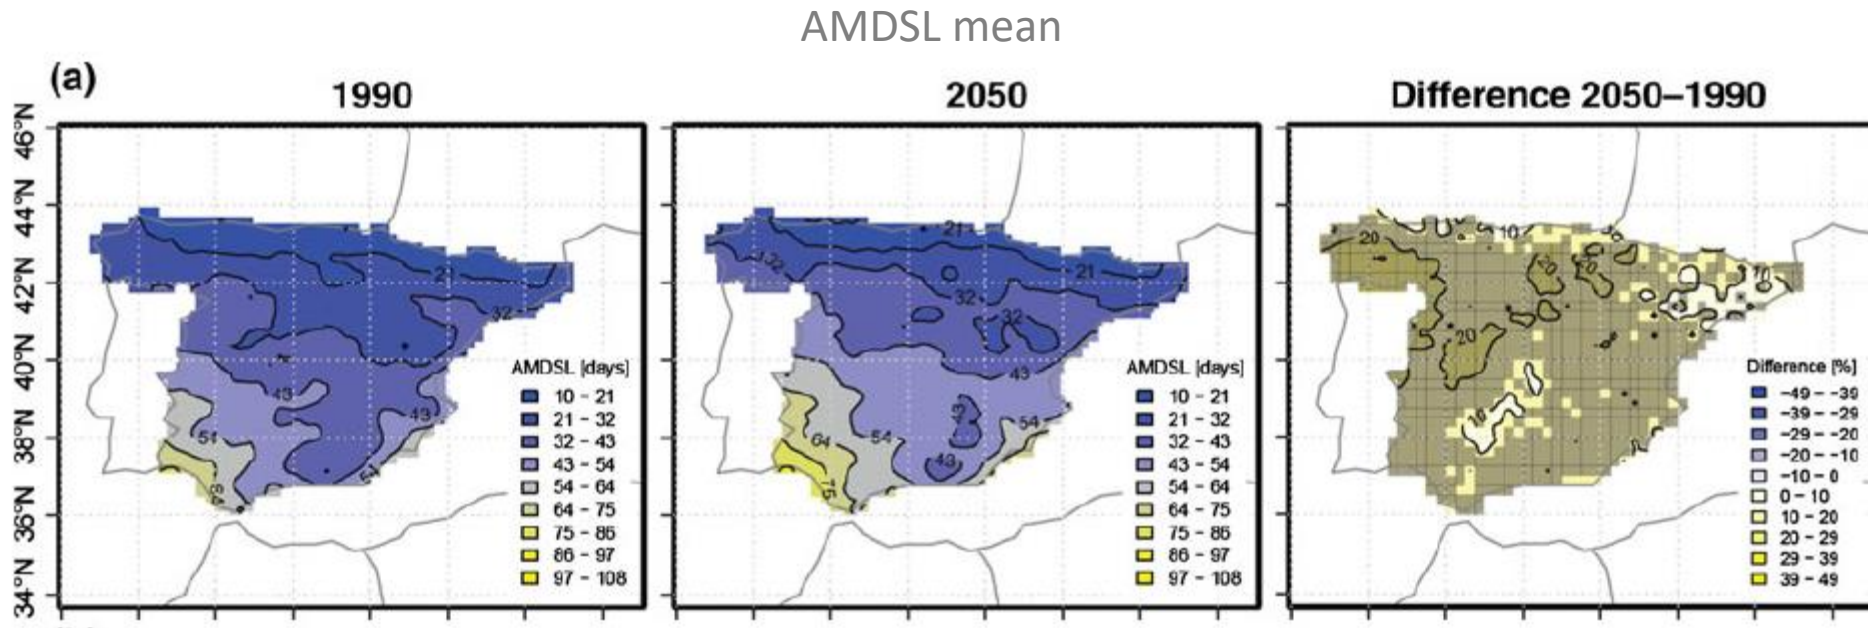 AMDSL mean
(a)
1990
2050
Difference 2050–1990
46°N
44°N
42°N
40°N
38°N
36°N
34°N
21
32
43
43
54
21
21
32
32
32
43
43
43
54
54
64
75
20
10
20
20
10
10
AMDSL [days]
10 – 21
21 – 32
32 – 43
43 – 54
54 – 64
64 – 75
75 – 86
86 – 97
97 – 108
AMDSL [days]
10 – 21
21 – 32
32 – 43
43 – 54
54 – 64
64 – 75
75 – 86
86 – 97
97 – 108
Difference [%]
−49 – −39
−39 – −29
−29 – −20
−20 – −10
−10 – 0
0 – 10
10 – 20
20 – 29
29 – 39
39 – 49